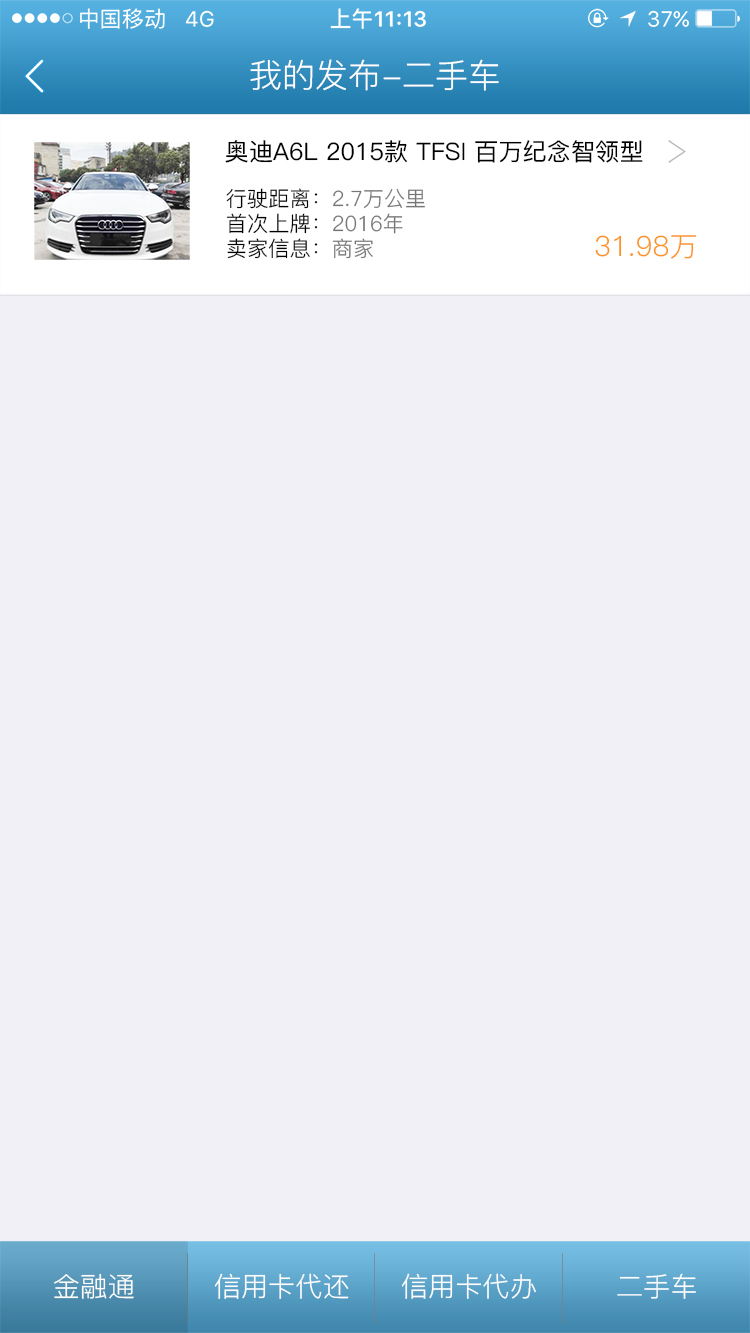 中国移动 4G 上午11:13 37%
我的发布-二手车
奥迪A6L 2015款 TFSI 百万纪念智领型
行驶距离：2.7万公里
首次上牌：2016年
卖家信息：商家
31.98万
金融通 信用卡代还 信用卡代办 二手车